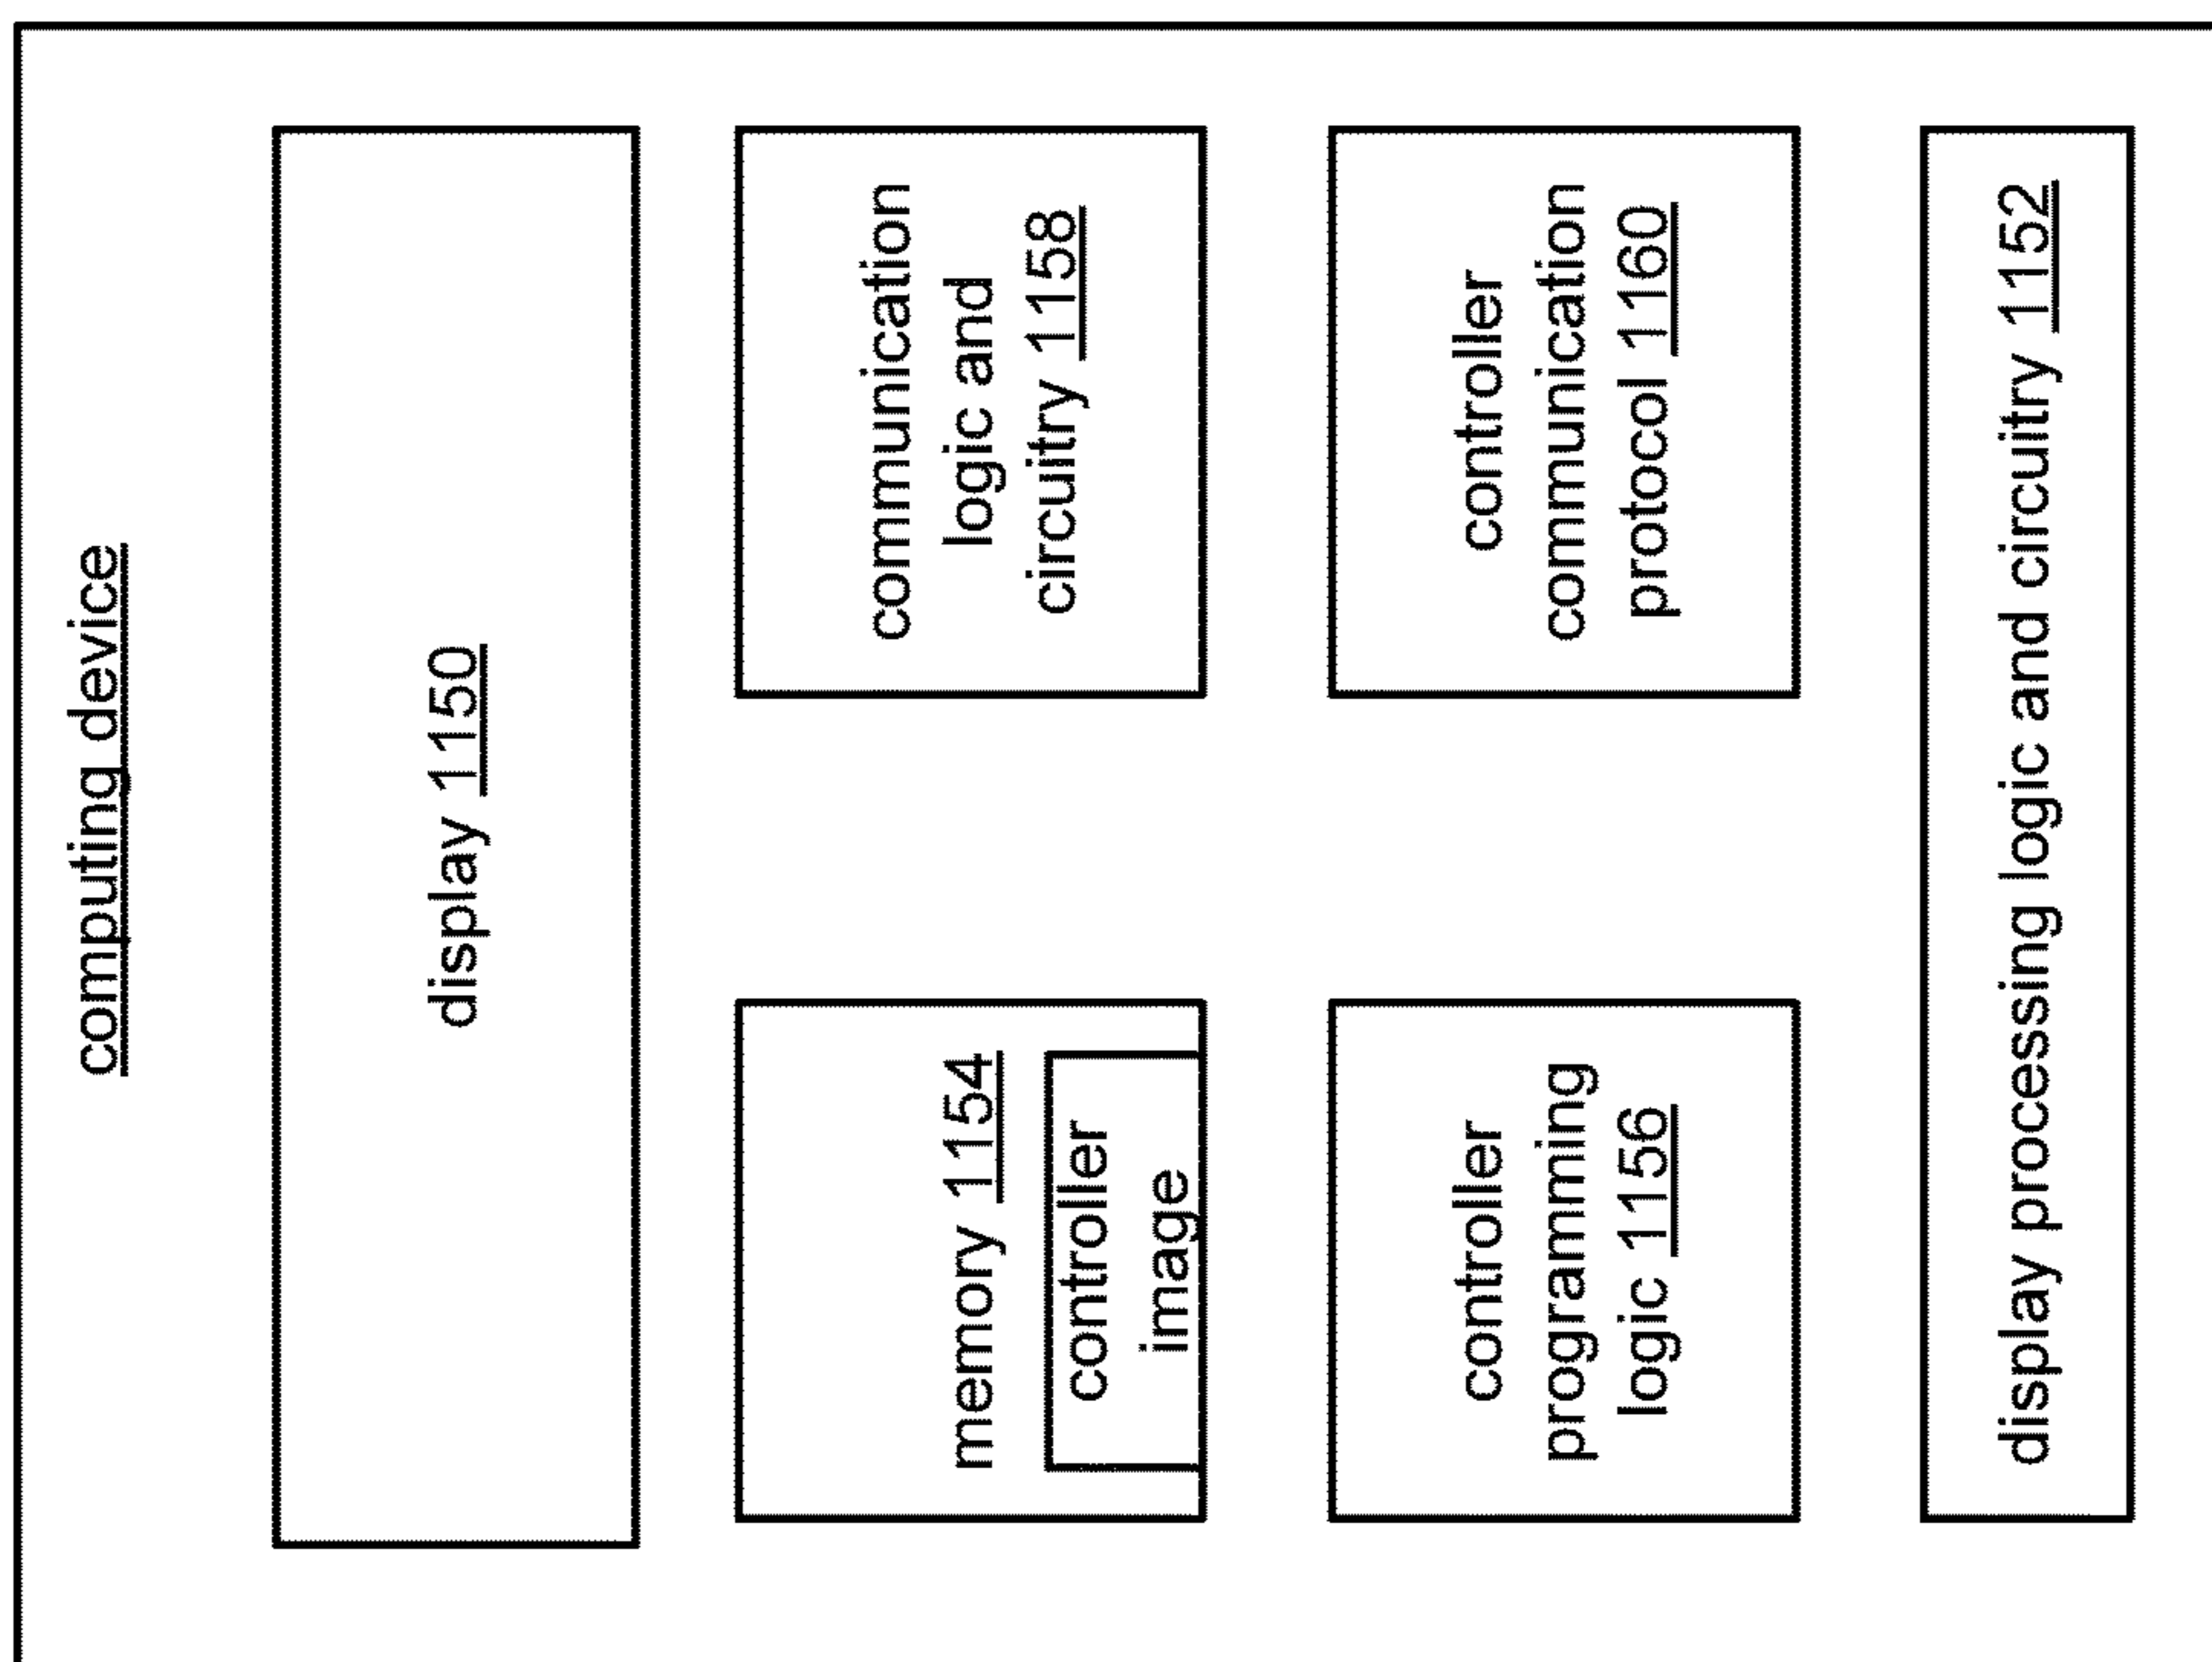 computing device
display 1150
memory 1154
controller
image
communication
logic and
circuitry 1158
controller
programming
logic 1156
controller
communication
protocol 1160
display processing logic and circuitry 1152